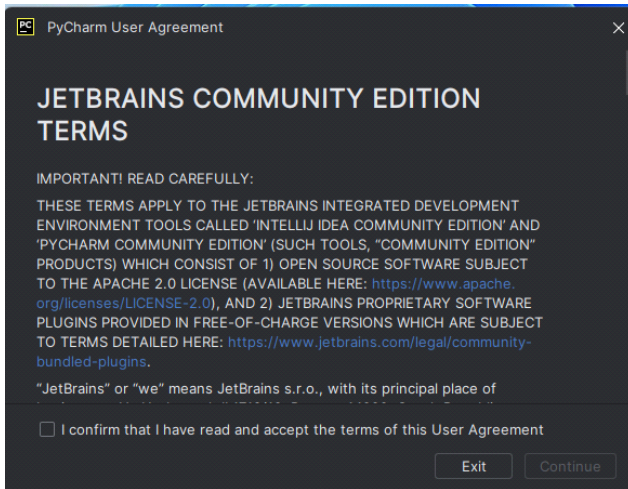 PC PyCharm User Agreement
JETBRAINS COMMUNITY EDITION
TERMS
IMPORTANT! READ CAREFULLY:
THESE TERMS APPLY TO THE JETBRAINS INTEGRATED DEVELOPMENT
ENVIRONMENT TOOLS CALLED ‘INTELLIJ IDEA COMMUNITY EDITION’ AND
‘PYCHARM COMMUNITY EDITION’ (SUCH TOOLS, “COMMUNITY EDITION”
PRODUCTS) WHICH CONSIST OF 1) OPEN SOURCE SOFTWARE SUBJECT
TO THE APACHE 2.0 LICENSE (AVAILABLE HERE: https://www.apache.
org/licenses/LICENSE-2.0), AND 2) JETBRAINS PROPRIETARY SOFTWARE
PLUGINS PROVIDED IN FREE-OF-CHARGE VERSIONS WHICH ARE SUBJECT
TO TERMS DETAILED HERE: https://www.jetbrains.com/legal/community-
bundled-plugins.
“JetBrains” or “we” means JetBrains s.r.o., with its principal place of
I confirm that I have read and accept the terms of this User Agreement
Exit Continue